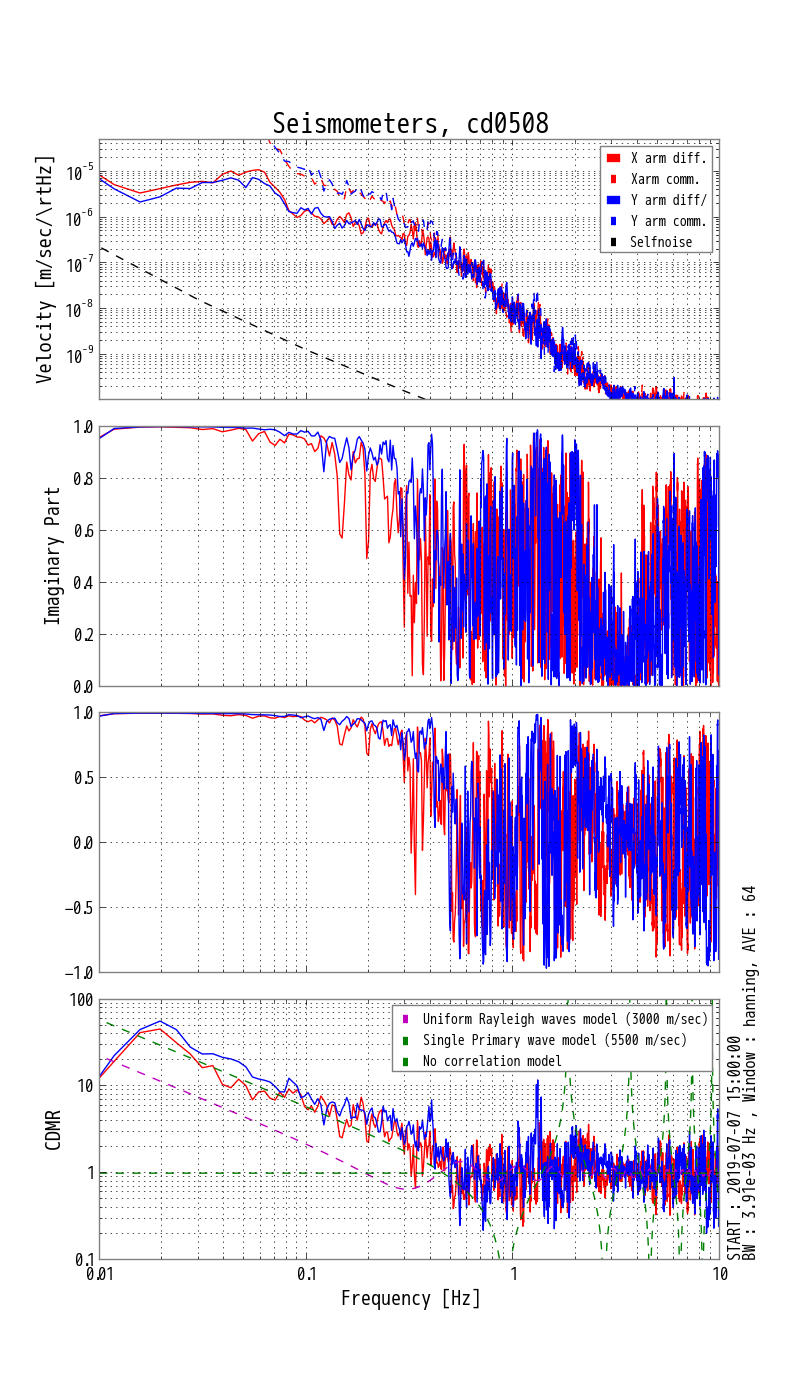 Seismometers, cd0508
Velocity [m/sec/\rtHz]
10^-5
10^-6
10^-7
10^-8
10^-9
X arm diff.
Xarm comm.
Y arm diff/
Y arm comm.
Selfnoise
Imaginary Part
1.0
0.8
0.6
0.4
0.2
0.0
1.0
0.5
0.0
−0.5
−1.0
CDMR
100
10
1
0.1
Uniform Rayleigh waves model (3000 m/sec)
Single Primary wave model (5500 m/sec)
No correlation model
0.01
0.1
1
10
Frequency [Hz]
START : 2019-07-07 15:00:00
BW : 3.91e-03 Hz , Window : hanning, AVE : 64